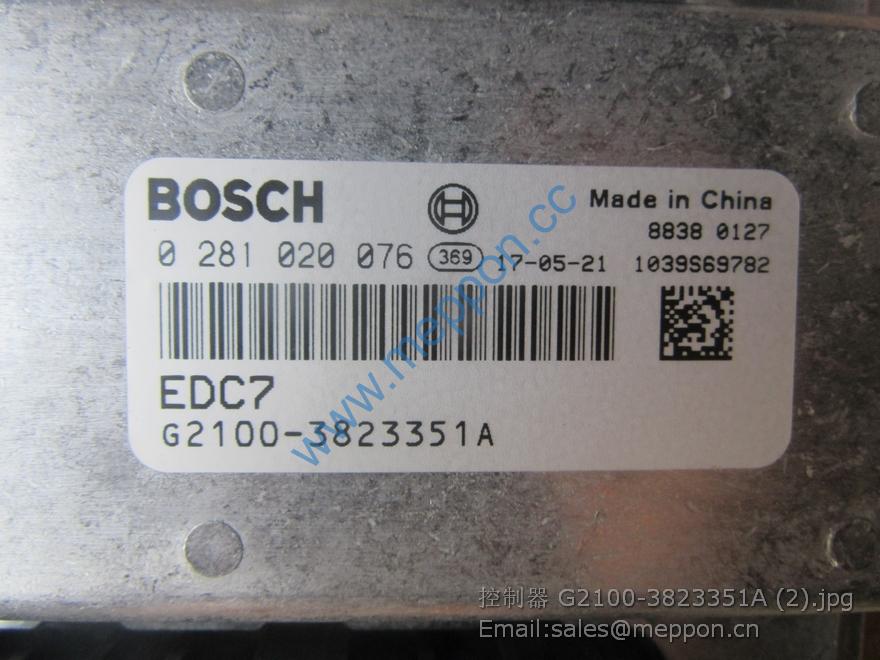 BOSCH
Made in China
8838 0127
0 281 020 076 369 17-05-21 1039S69782
EDC7
G2100-3823351A
www.meppon.cc
控制器 G2100-3823351A (2).jpg
Email:sales@meppon.cn